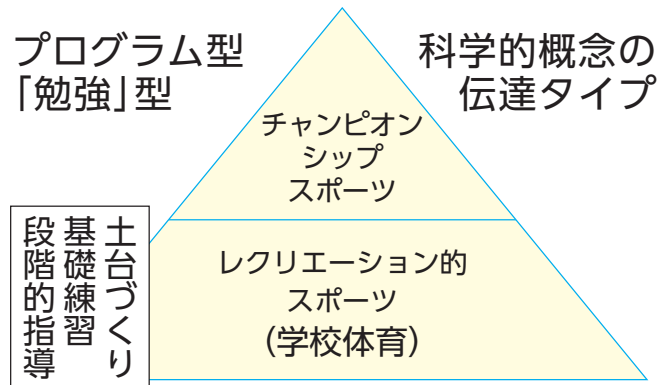 プログラム型
「勉強」型
科学的概念の
伝達タイプ
チャンピオン
シップ
スポーツ
レクリエーション的
スポーツ
(学校体育)
土台づくり
基礎練習
段階的指導